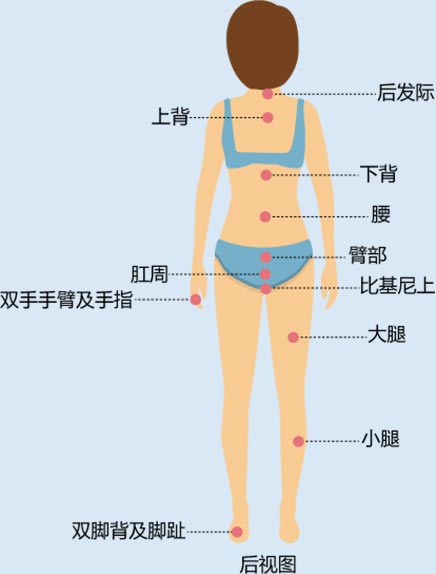 后发际
上背
下背
腰
臂部
肛周
比基尼上
双手手臂及手指
大腿
小腿
双脚背及脚趾
后视图